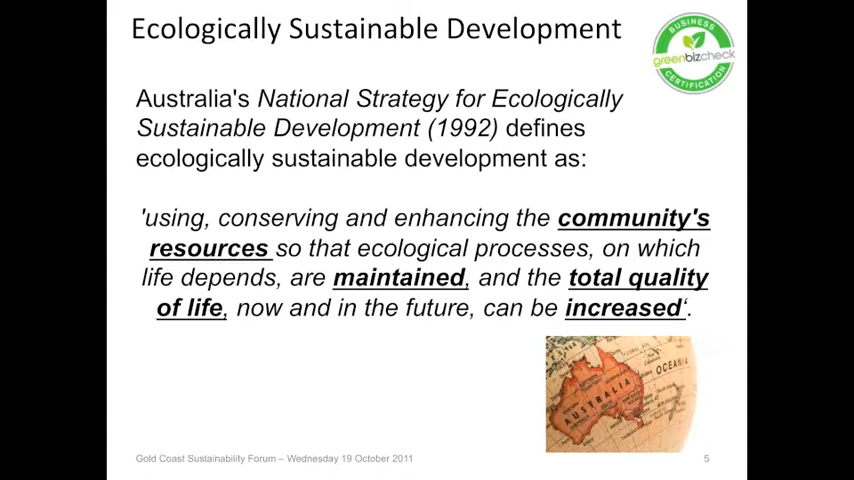 Ecologically Sustainable Development
BUSINESS
greenbizcheck
CERTIFICATION
Australia's National Strategy for Ecologically
Sustainable Development (1992) defines
ecologically sustainable development as:
'using, conserving and enhancing the community's
resources so that ecological processes, on which
life depends, are maintained, and the total quality
of life, now and in the future, can be increased‘.
OCEANIA
AUSTRALIA
Gold Coast Sustainability Forum – Wednesday 19 October 2011
5